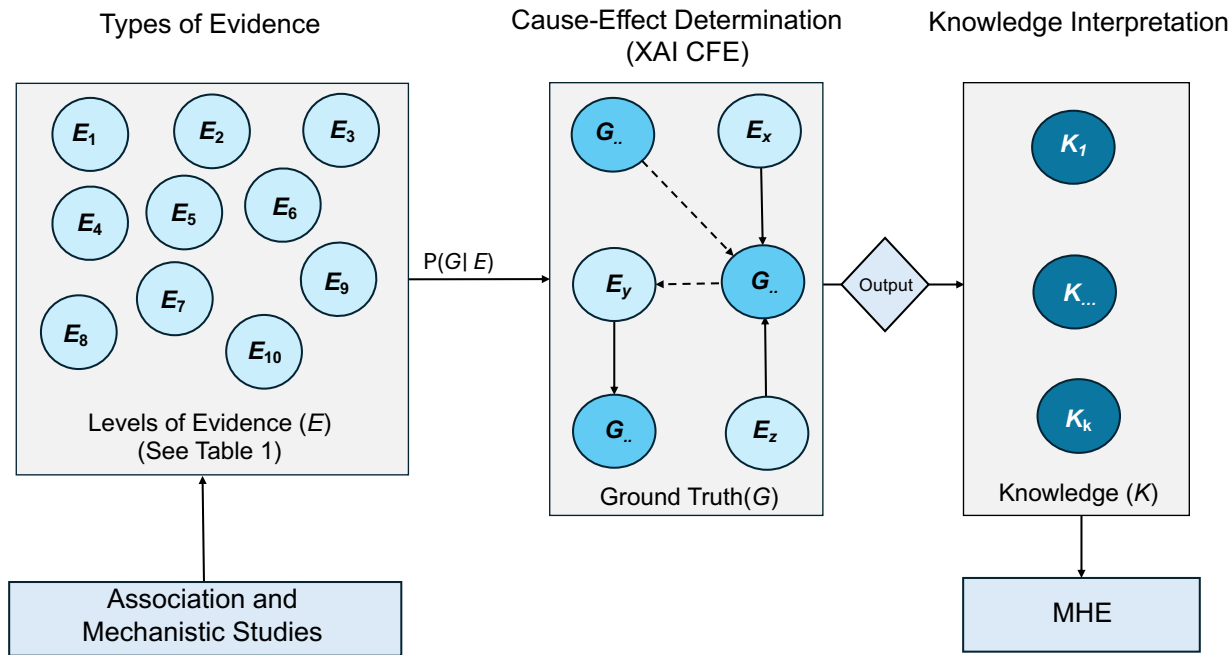 Types of Evidence
E1
E2
E3
E4
E5
E6
E7
E8
E9
E10
Levels of Evidence (E)
(See Table 1)
Association and
Mechanistic Studies
P(G| E)
Cause-Effect Determination
(XAI CFE)
G..
Ex
Ey
G..
G..
Ez
Ground Truth(G)
Output
Knowledge Interpretation
K1
K...
Kk
Knowledge (K)
MHE